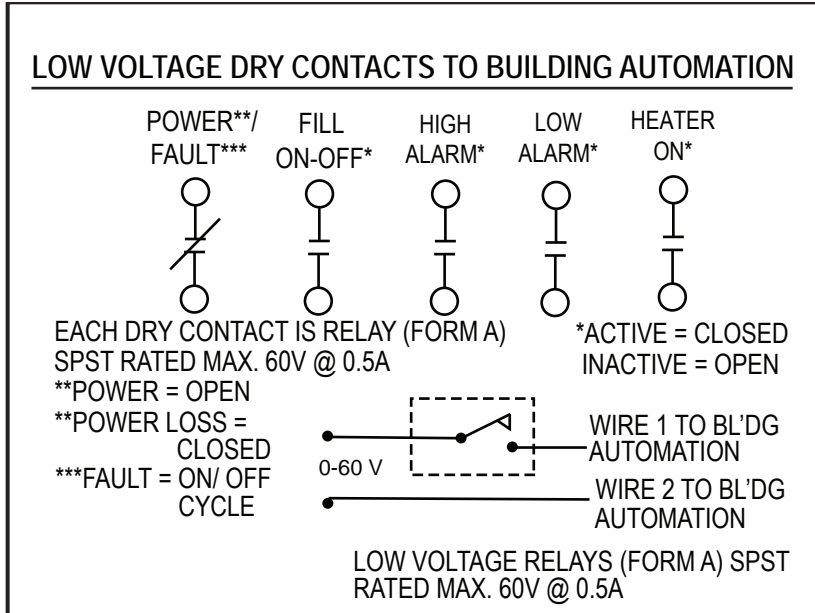 LOW VOLTAGE DRY CONTACTS TO BUILDING AUTOMATION
POWER**/
FAULT***
FILL
ON-OFF*
HIGH
ALARM*
LOW
ALARM*
HEATER
ON*
EACH DRY CONTACT IS RELAY (FORM A)
SPST RATED MAX. 60V @ 0.5A
**POWER = OPEN
**POWER LOSS =
CLOSED
***FAULT = ON/ OFF
CYCLE
*ACTIVE = CLOSED
INACTIVE = OPEN
0-60 V
WIRE 1 TO BL'DG
AUTOMATION
WIRE 2 TO BL'DG
AUTOMATION
LOW VOLTAGE RELAYS (FORM A) SPST
RATED MAX. 60V @ 0.5A